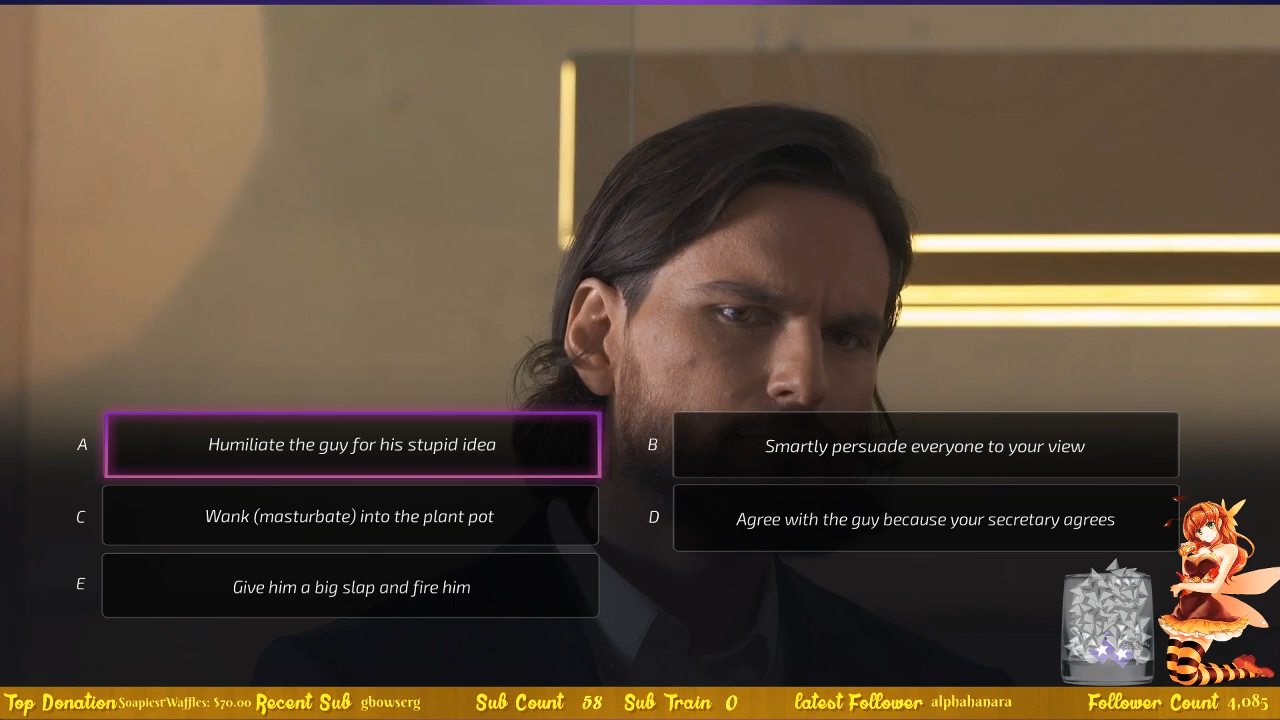 A
Humiliate the guy for his stupid idea
B
Smartly persuade everyone to your view
C
Wank (masturbate) into the plant pot
D
Agree with the guy because your secretary agrees
E
Give him a big slap and fire him
Top Donation SoapiestWaffles: $70.00 Recent Sub gbowserg Sub Count 58 Sub Train 0 latest Follower alphahanara Follower Count 4,085